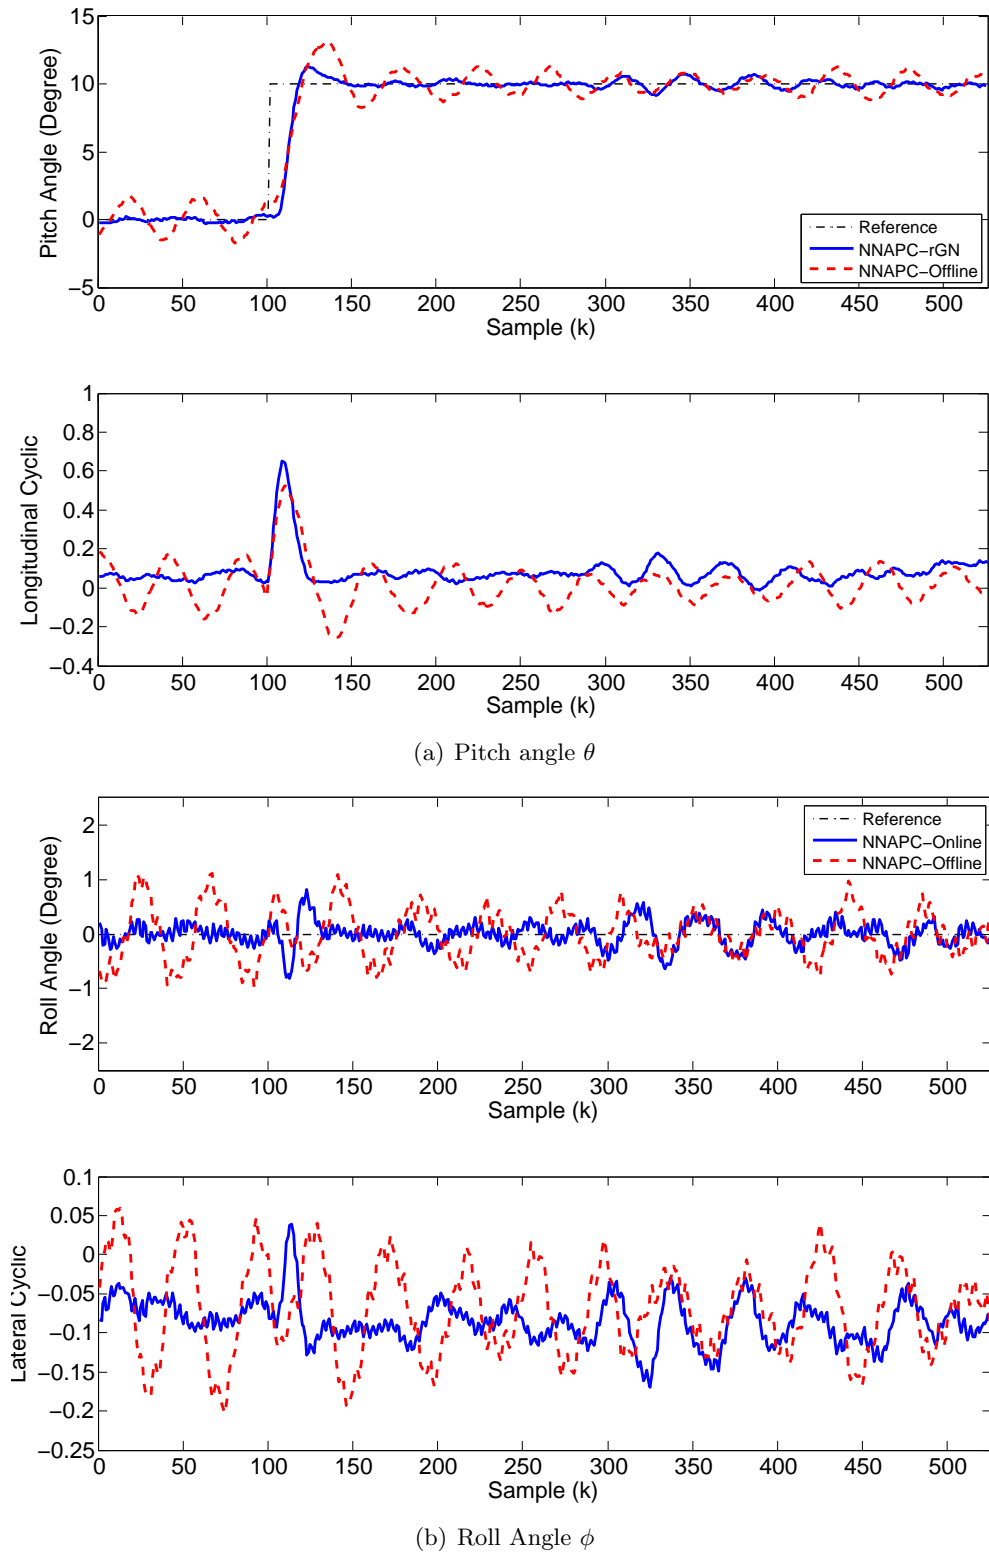 15
10
5
0
−5
Pitch Angle (Degree)
0 50 100 150 200 250 300 350 400 450 500
Sample (k)
Reference
NNAPC−rGN
NNAPC−Offline
1
0.8
0.6
0.4
0.2
0
−0.2
−0.4
Longitudinal Cyclic
0 50 100 150 200 250 300 350 400 450 500
Sample (k)
(a) Pitch angle θ
2
1
0
−1
−2
Roll Angle (Degree)
0 50 100 150 200 250 300 350 400 450 500
Sample (k)
Reference
NNAPC−Online
NNAPC−Offline
0.1
0.05
0
−0.05
−0.1
−0.15
−0.2
−0.25
Lateral Cyclic
0 50 100 150 200 250 300 350 400 450 500
Sample (k)
(b) Roll Angle ϕ